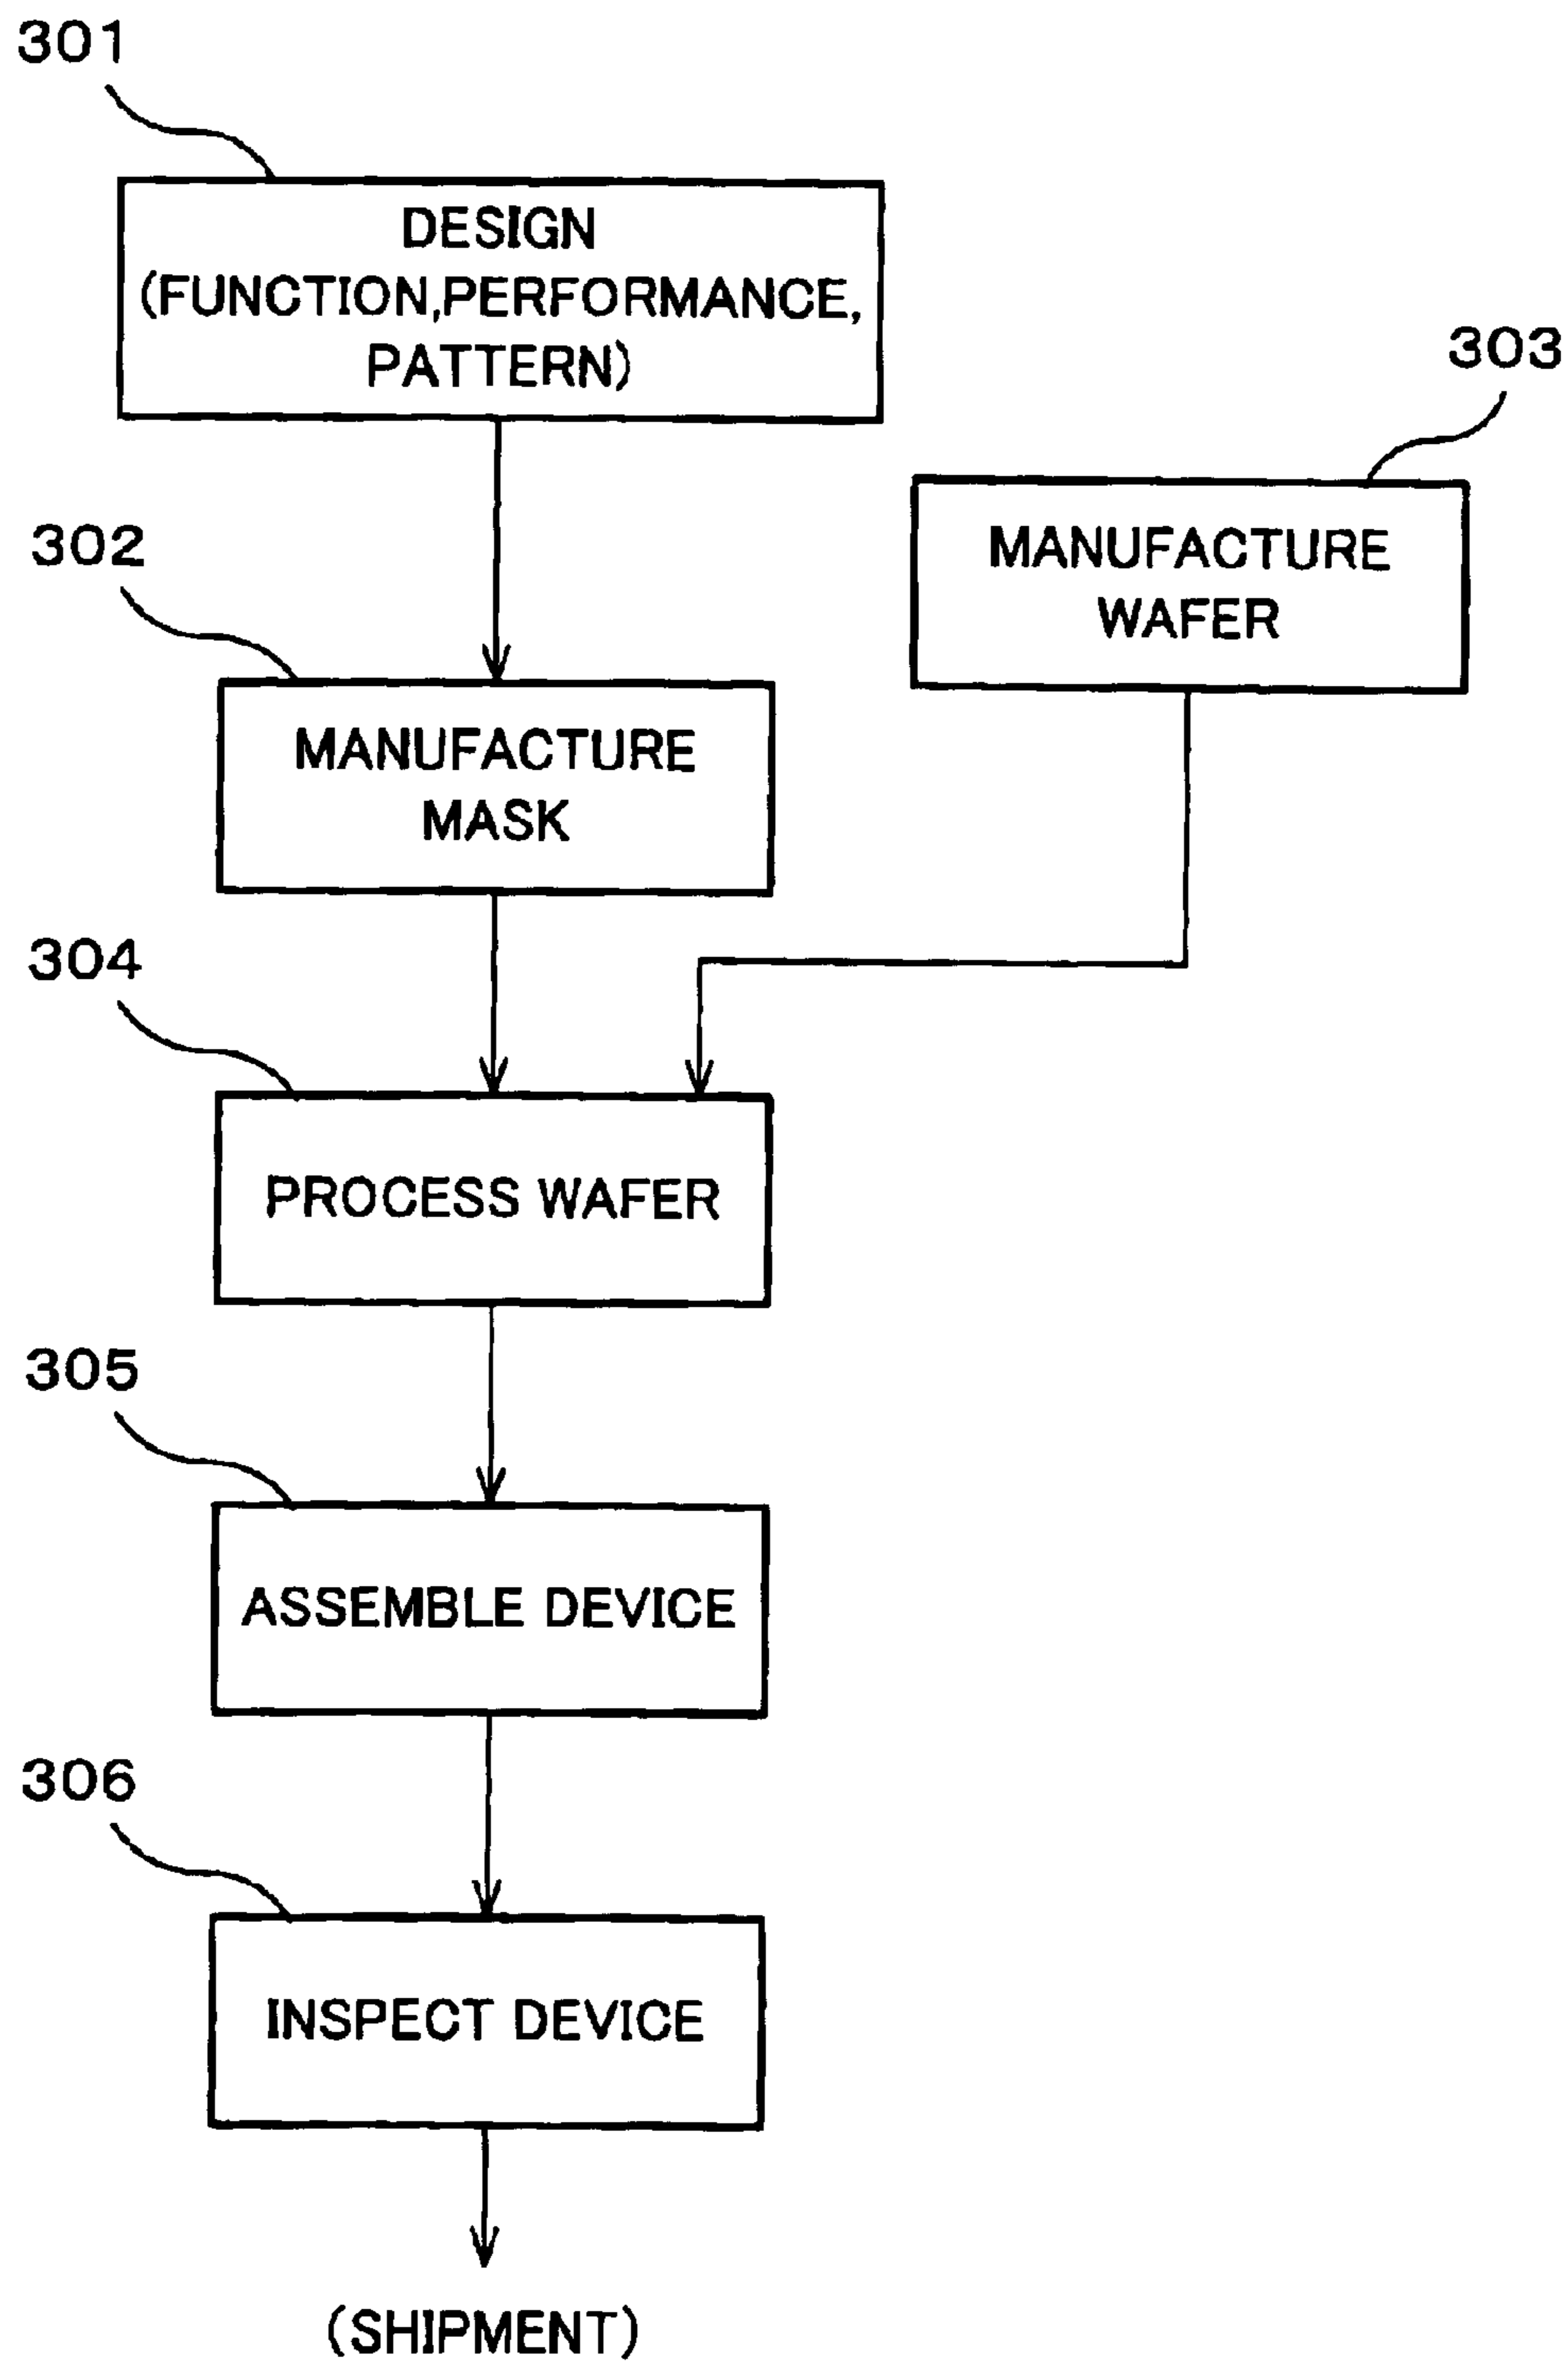 301
DESIGN
(FUNCTION,PERFORMANCE,
PATTERN)
303
MANUFACTURE
WAFER
302
MANUFACTURE
MASK
304
PROCESS WAFER
305
ASSEMBLE DEVICE
306
INSPECT DEVICE
(SHIPMENT)